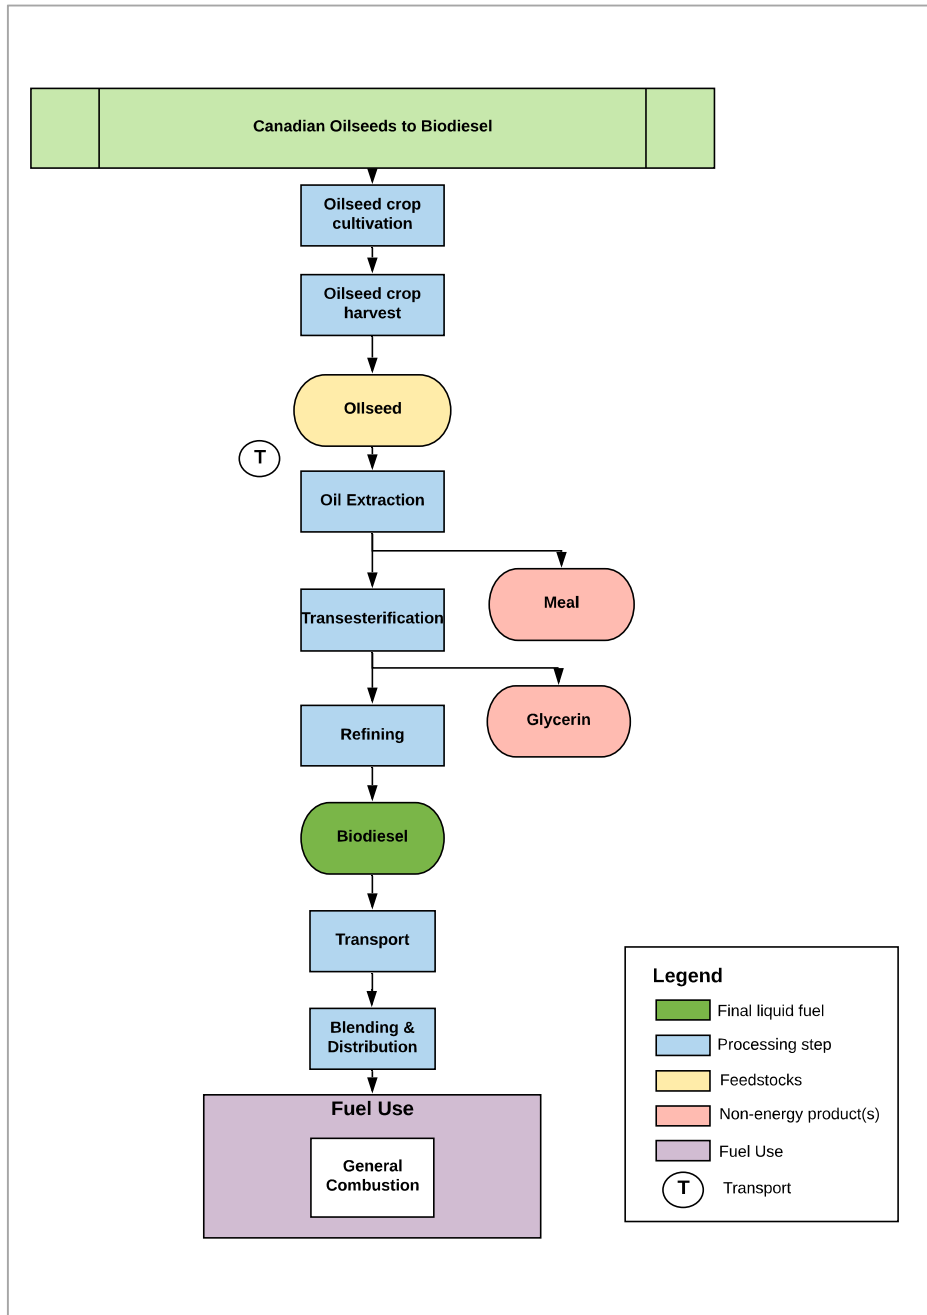 Canadian Oilseeds to Biodiesel
Oilseed crop
cultivation
Oilseed crop
harvest
OIlseed
T
Oil Extraction
Meal
Transesterification
Glycerin
Refining
Biodiesel
Transport
Blending &
Distribution
Fuel Use
General
Combustion
Legend
Final liquid fuel
Processing step
Feedstocks
Non-energy product(s)
Fuel Use
T Transport